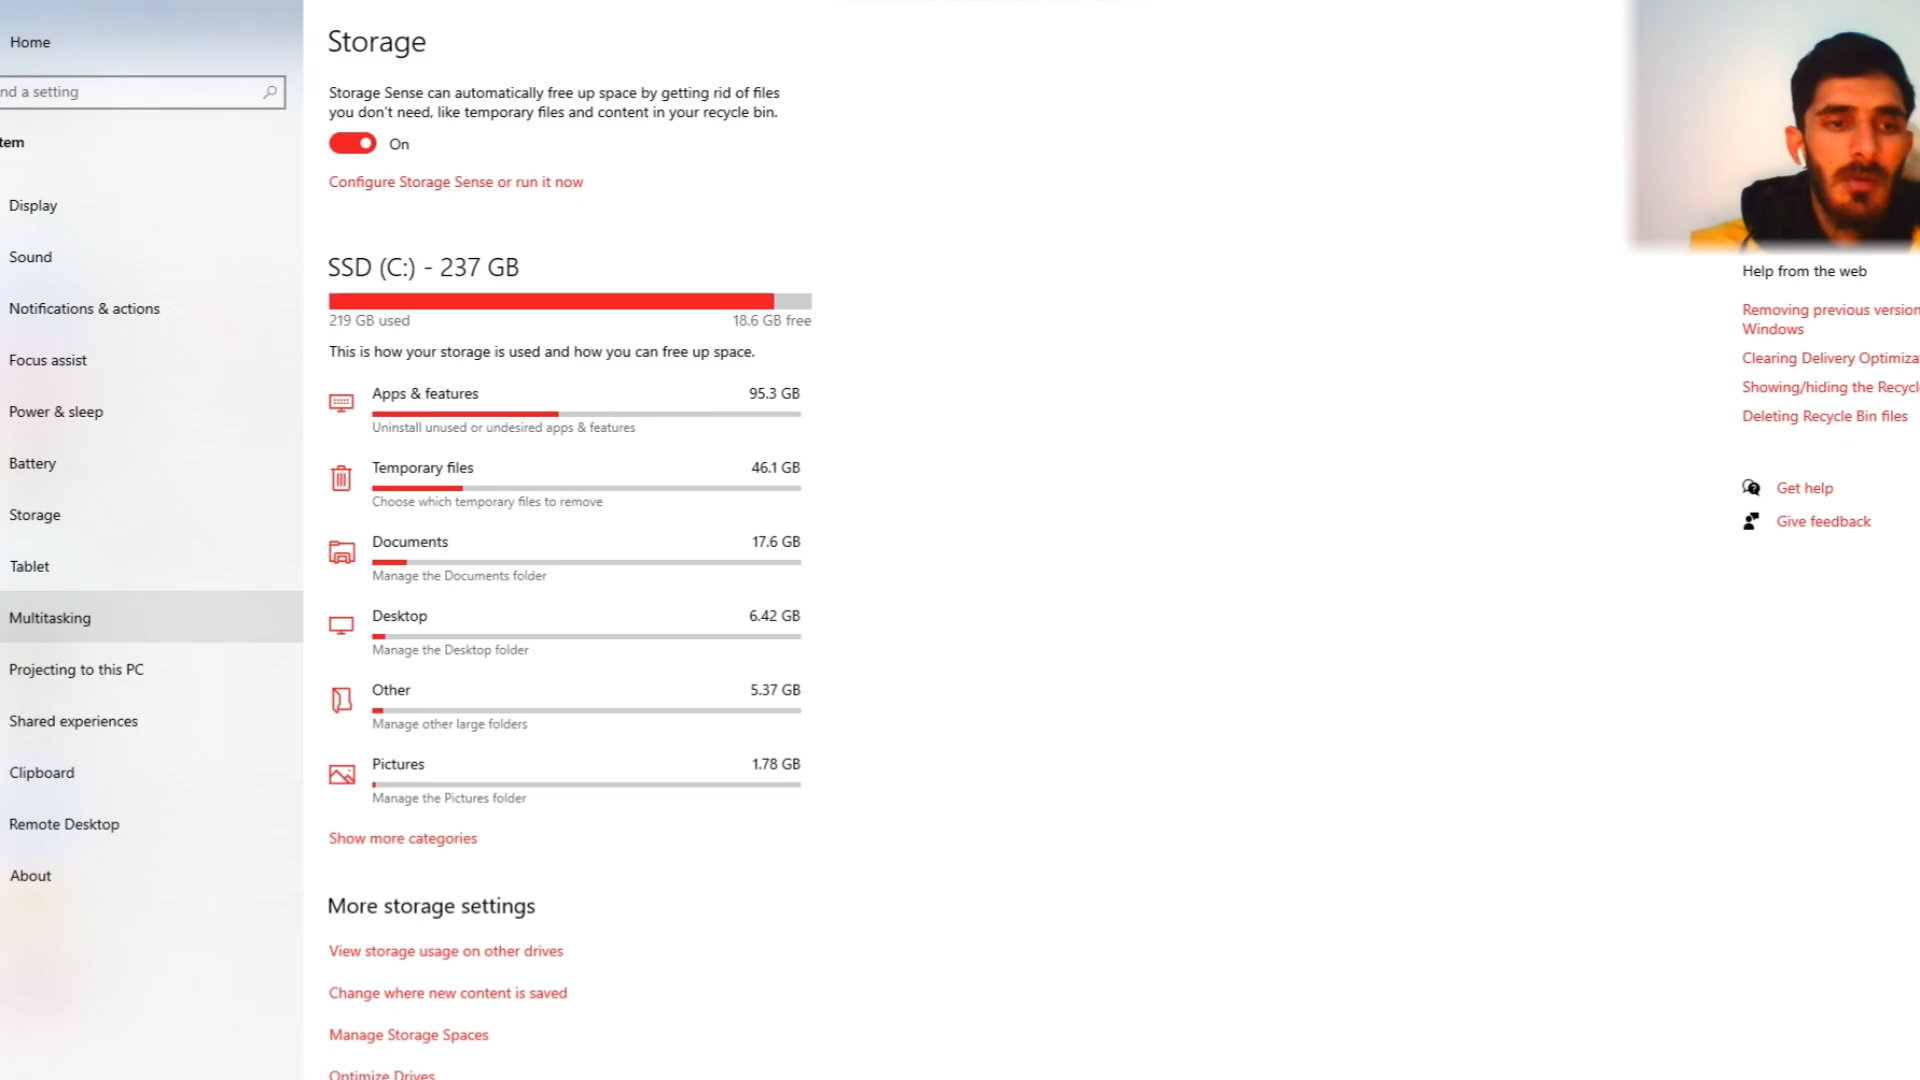 Home
nd a setting
tem
Display
Sound
Notifications & actions
Focus assist
Power & sleep
Battery
Storage
Tablet
Multitasking
Projecting to this PC
Shared experiences
Clipboard
Remote Desktop
About
Storage
Storage Sense can automatically free up space by getting rid of files
you don't need, like temporary files and content in your recycle bin.
On
Configure Storage Sense or run it now
SSD (C:) - 237 GB
219 GB used 18.6 GB free
This is how your storage is used and how you can free up space.
Apps & features 95.3 GB
Uninstall unused or undesired apps & features
Temporary files 46.1 GB
Choose which temporary files to remove
Documents 17.6 GB
Manage the Documents folder
Desktop 6.42 GB
Manage the Desktop folder
Other 5.37 GB
Manage other large folders
Pictures 1.78 GB
Manage the Pictures folder
Show more categories
More storage settings
View storage usage on other drives
Change where new content is saved
Manage Storage Spaces
Optimize Drives
Help from the web
Removing previous version
Windows
Clearing Delivery Optimiza
Showing/hiding the Recycl
Deleting Recycle Bin files
Get help
Give feedback